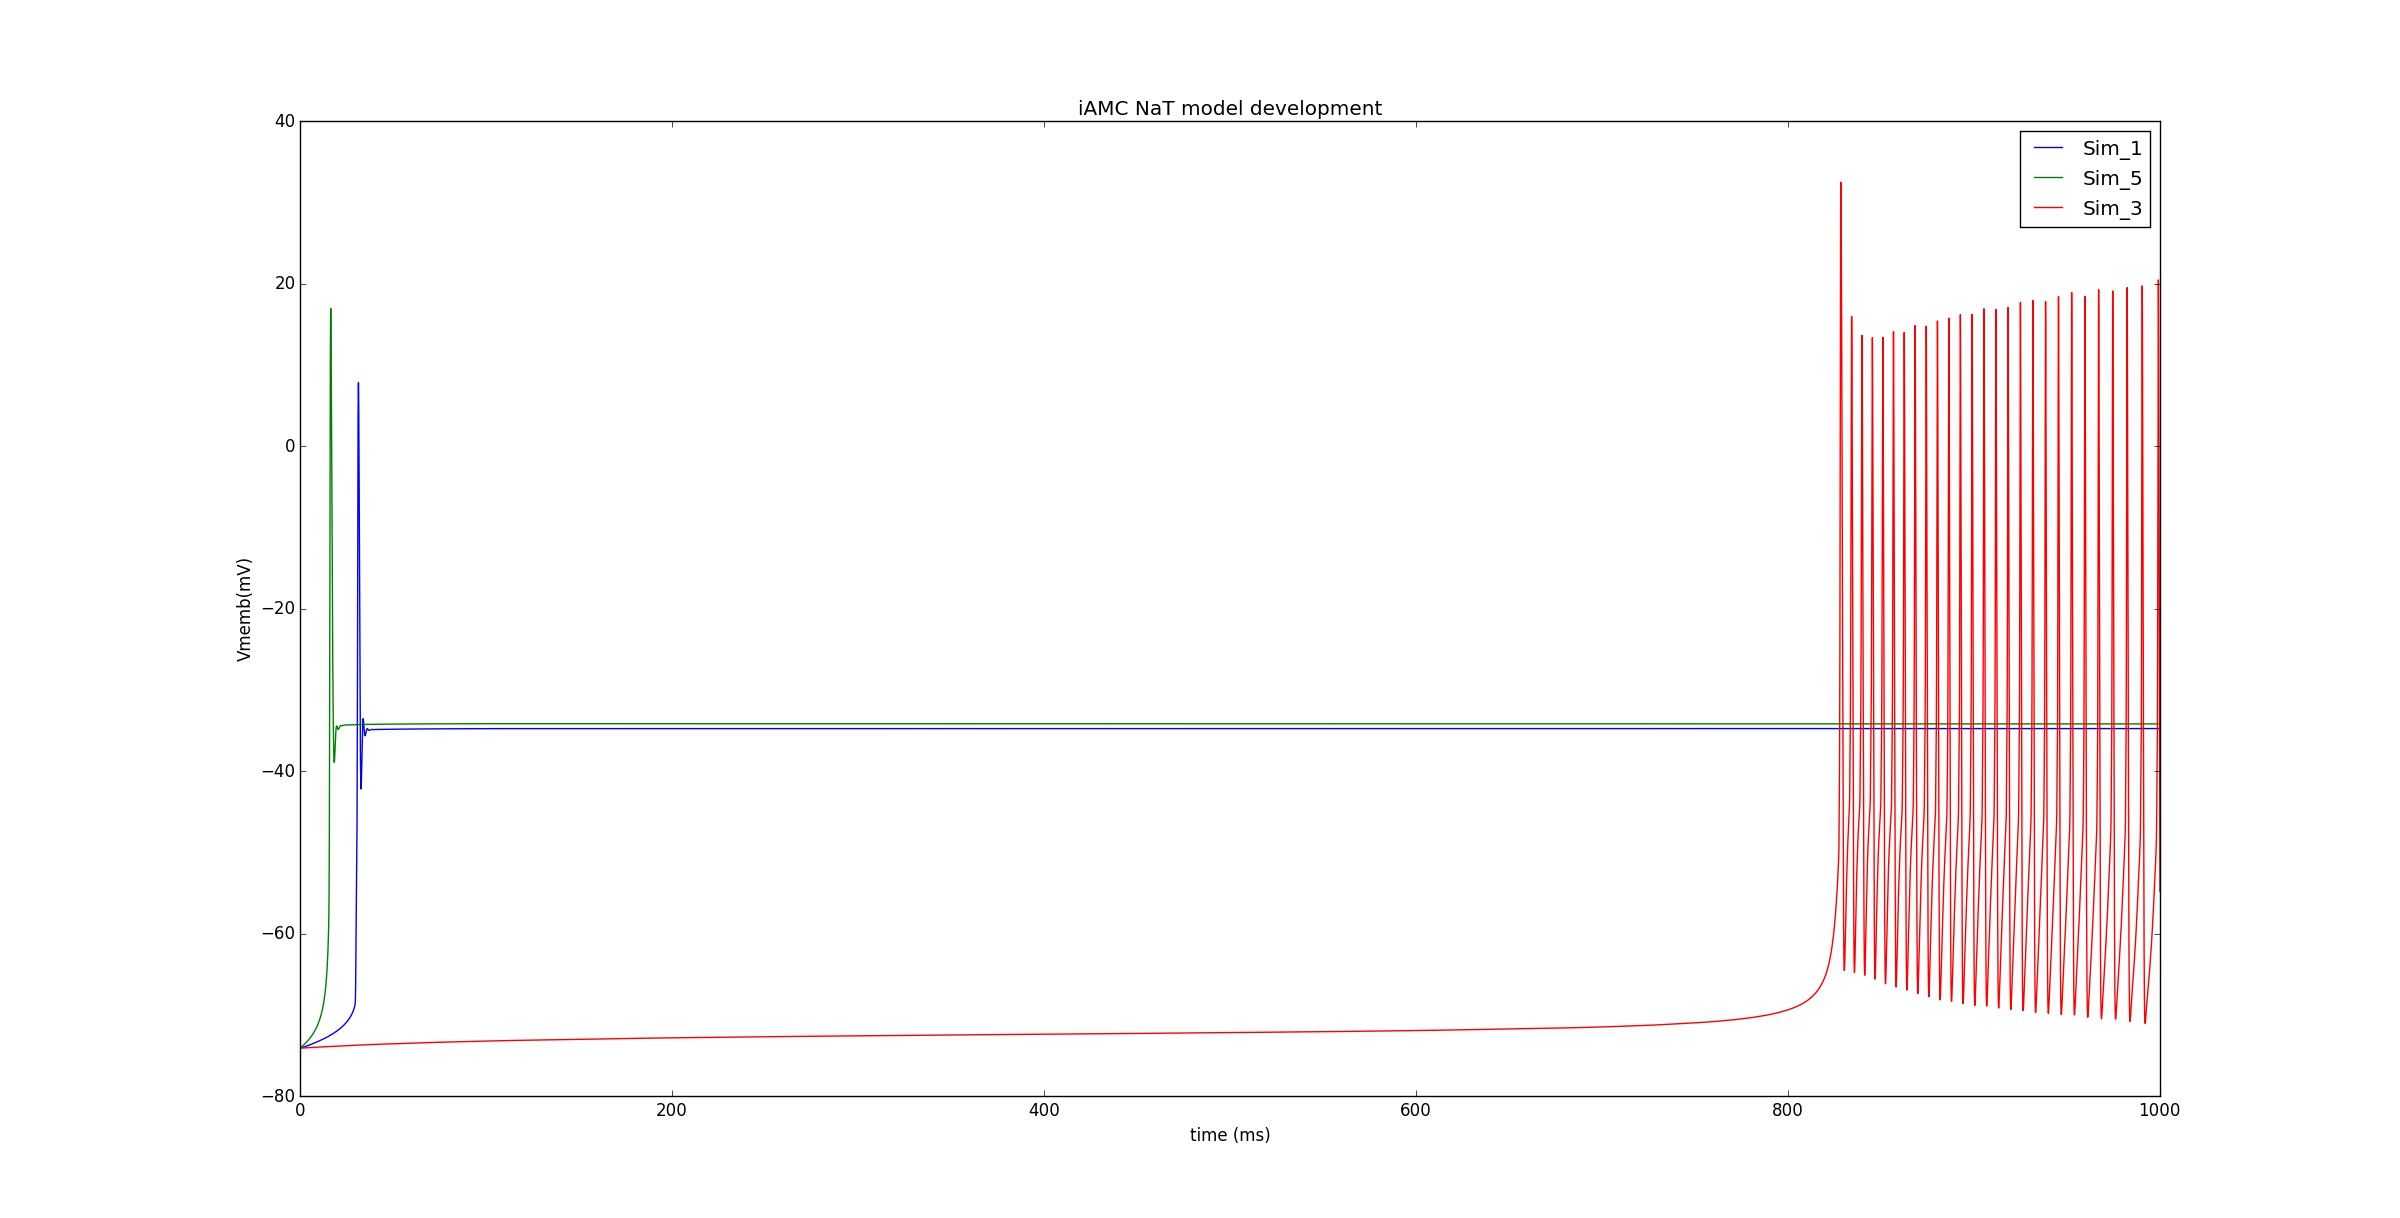 iAMC NaT model development
40
20
0
−20
−40
−60
−80
Vmemb(mV)
Sim_1
Sim_5
Sim_3
0 200 400 600 800 1000
time (ms)